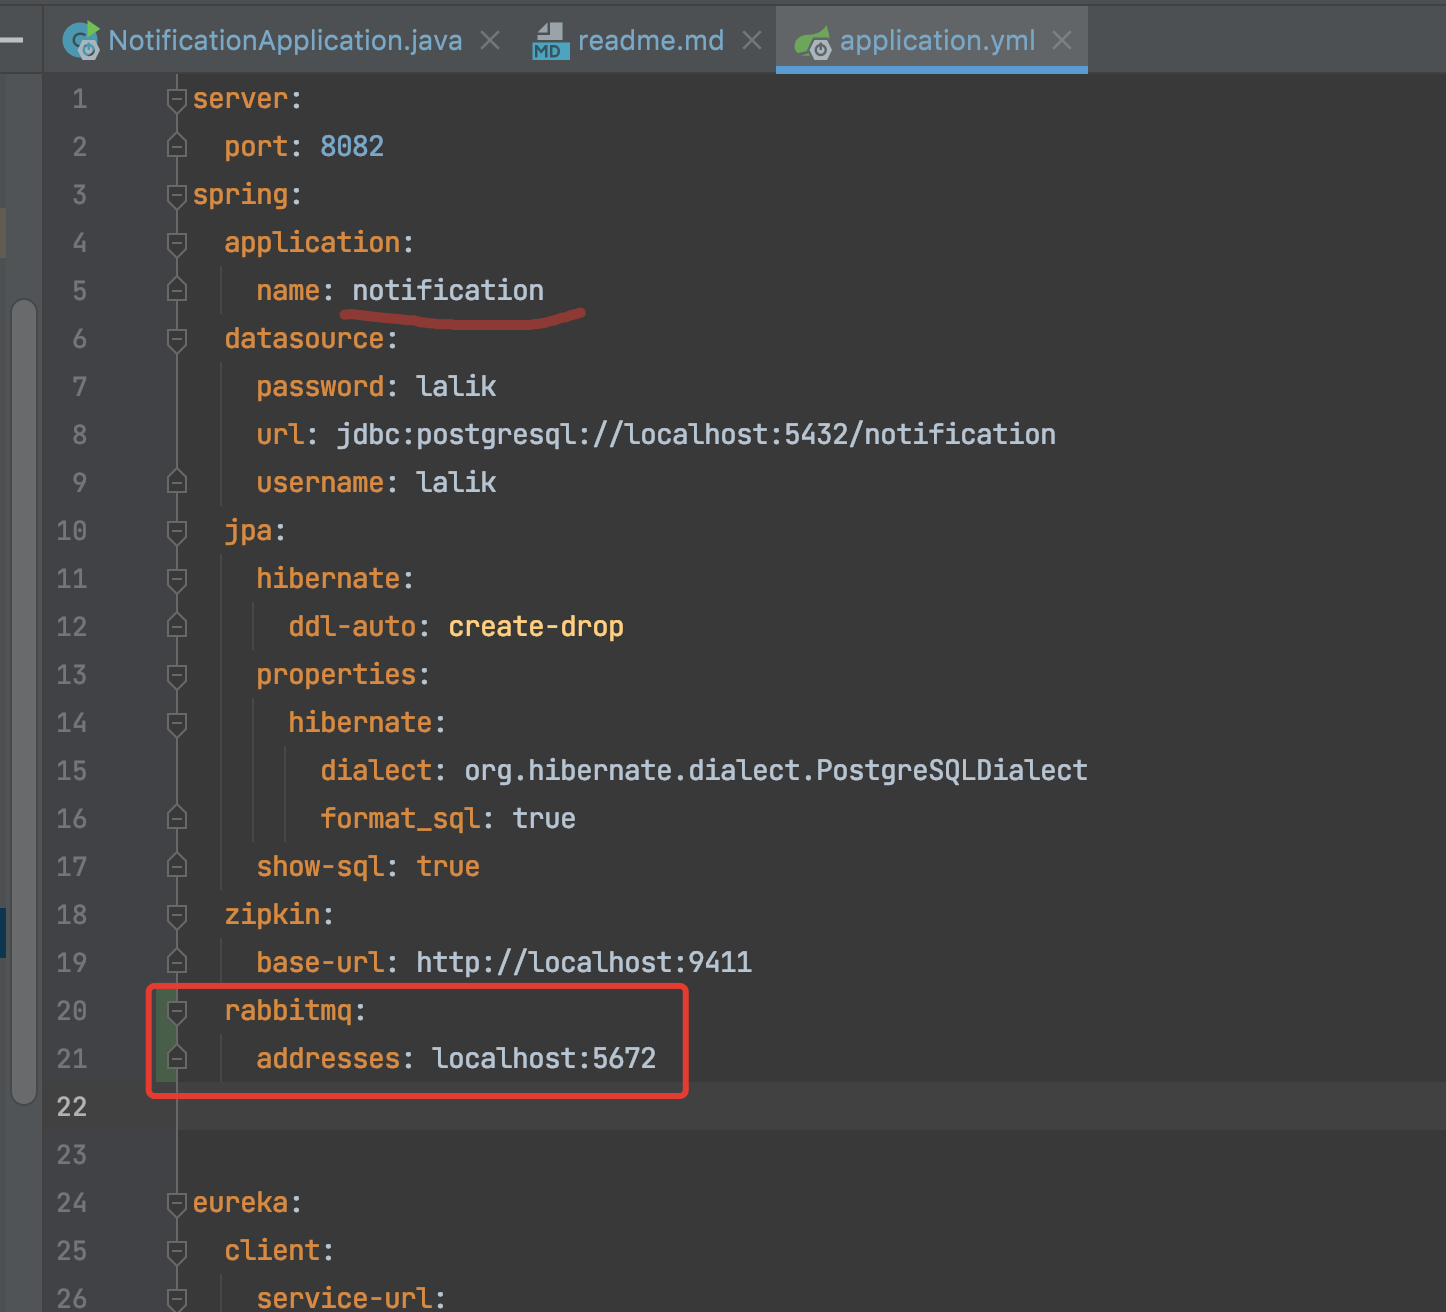 NotificationApplication.java readme.md application.yml
MD
1 server:
2   port: 8082
3 spring:
4   application:
5     name: notification
6   datasource:
7     password: lalik
8     url: jdbc:postgresql://localhost:5432/notification
9     username: lalik
10   jpa:
11     hibernate:
12       ddl-auto: create-drop
13     properties:
14       hibernate:
15         dialect: org.hibernate.dialect.PostgreSQLDialect
16         format_sql: true
17     show-sql: true
18   zipkin:
19     base-url: http://localhost:9411
20   rabbitmq:
21     addresses: localhost:5672
22
23
24 eureka:
25   client:
26     service-url: